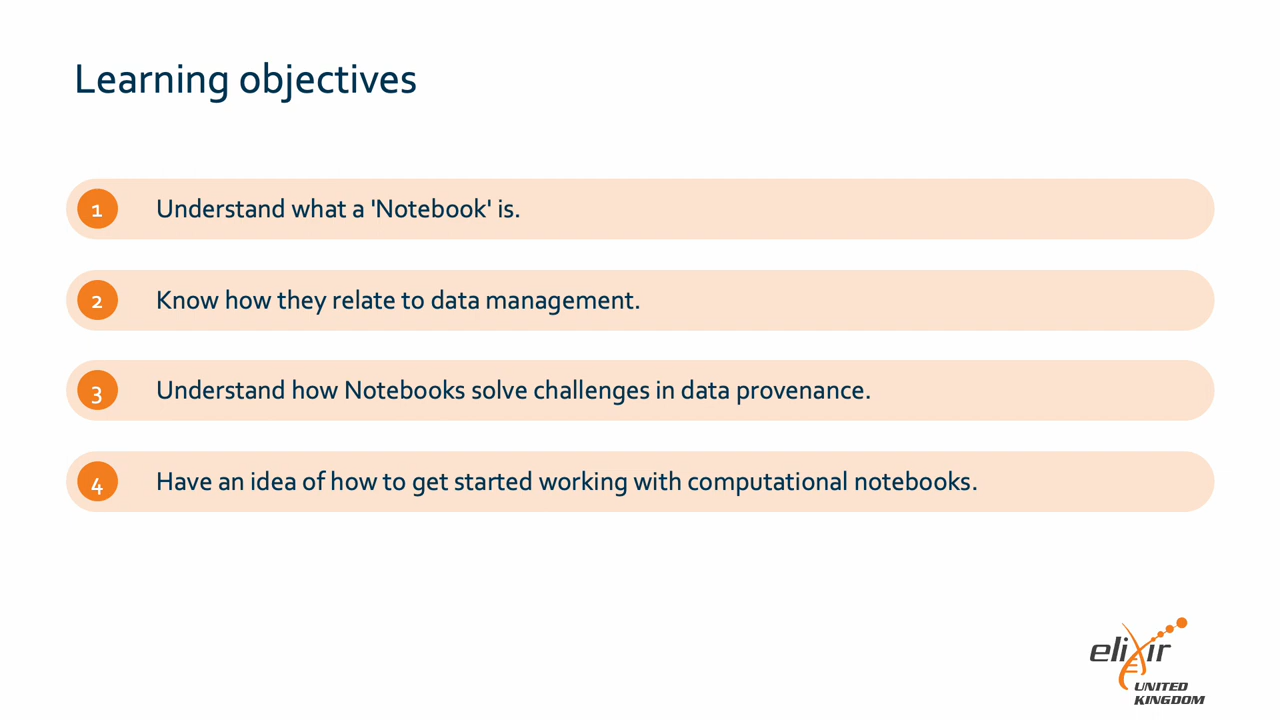 Learning objectives
1 Understand what a 'Notebook' is.
2 Know how they relate to data management.
3 Understand how Notebooks solve challenges in data provenance.
4 Have an idea of how to get started working with computational notebooks.
elixir
UNITED
KINGDOM